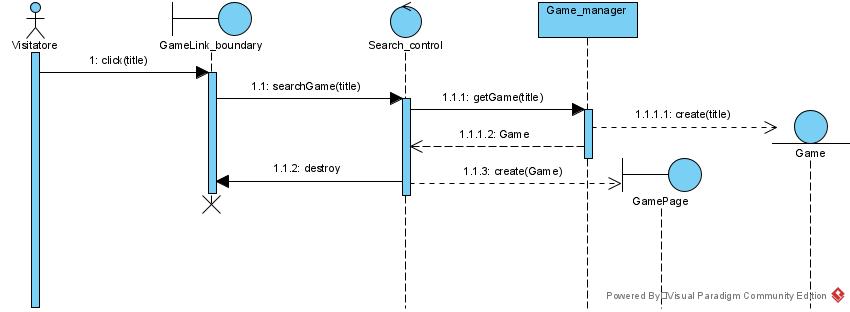 Visitatore
GameLink_boundary
Search_control
Game_manager
1: click(title)
1.1: searchGame(title)
1.1.1: getGame(title)
1.1.1.1: create(title)
1.1.1.2: Game
Game
1.1.2: destroy
1.1.3: create(Game)
GamePage
Powered By Visual Paradigm Community Edition